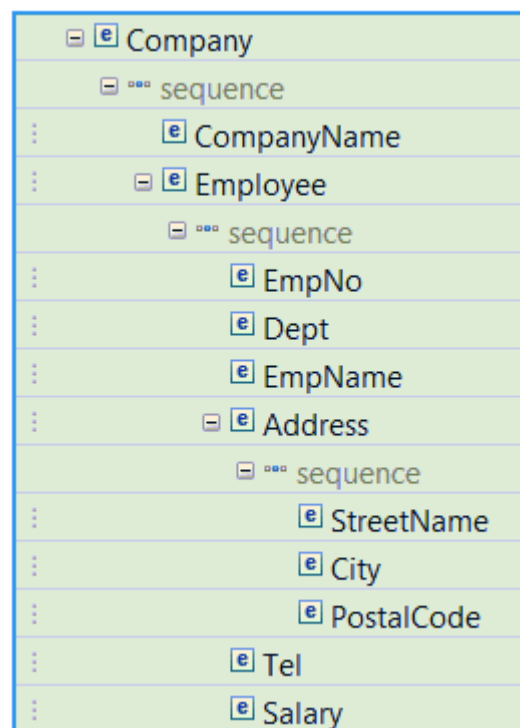 Company
sequence
CompanyName
Employee
sequence
EmpNo
Dept
EmpName
Address
sequence
StreetName
City
PostalCode
Tel
Salary